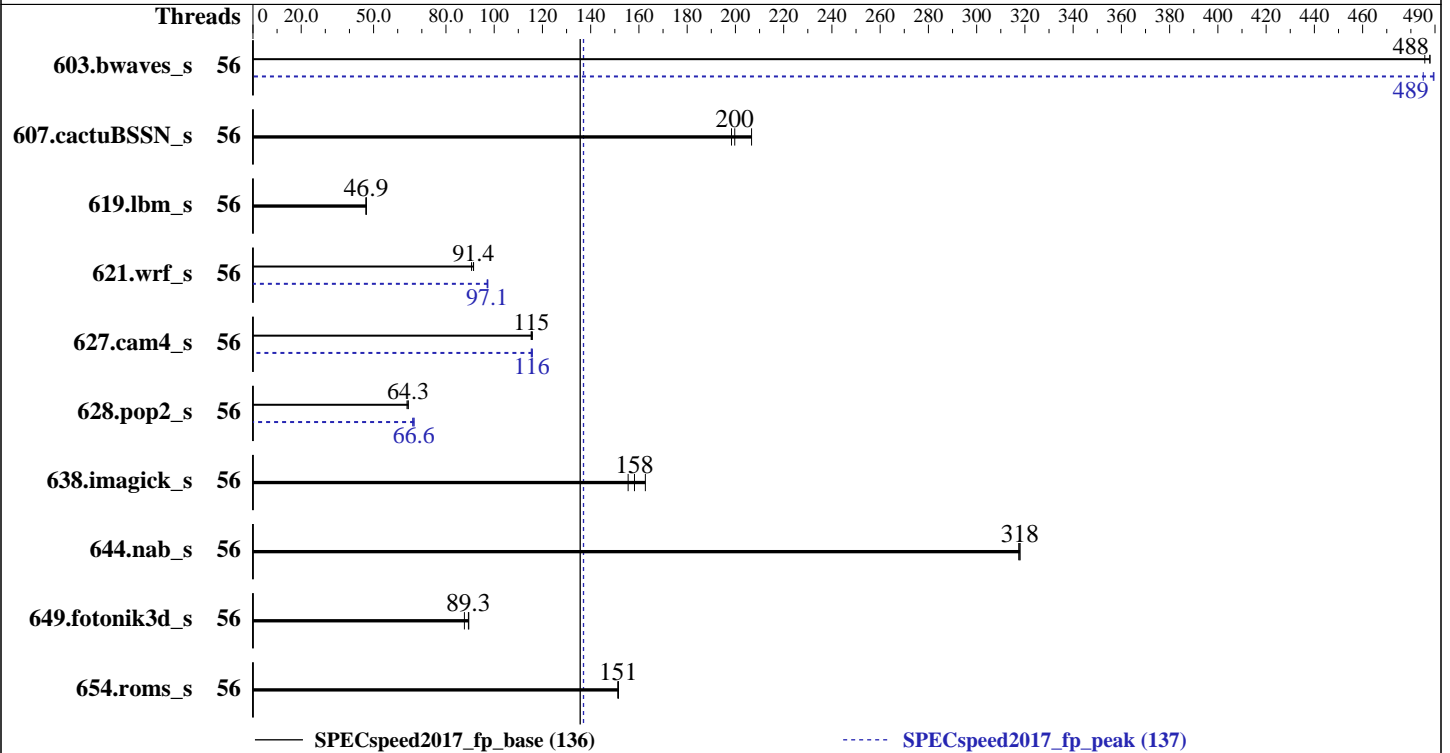 Threads 0 20.0 50.0 80.0 100 120 140 160 180 200 220 240 260 280 300 320 340 360 380 400 420 440 460 490
603.bwaves_s 56 488
489
607.cactuBSSN_s 56 200
619.lbm_s 56 46.9
621.wrf_s 56 91.4
97.1
627.cam4_s 56 115
116
628.pop2_s 56 64.3
66.6
638.imagick_s 56 158
644.nab_s 56 318
649.fotonik3d_s 56 89.3
654.roms_s 56 151
SPECspeed2017_fp_base (136) SPECspeed2017_fp_peak (137)